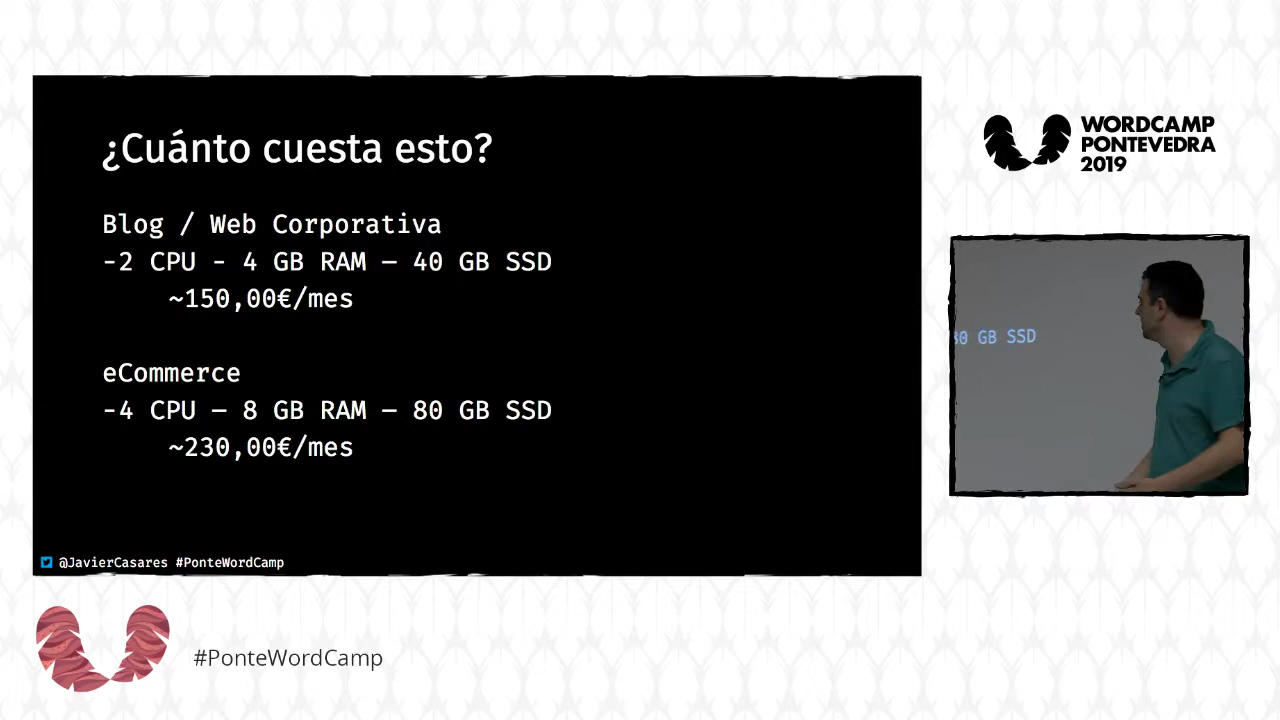 ¿Cuánto cuesta esto?
Blog / Web Corporativa
-2 CPU - 4 GB RAM – 40 GB SSD
~150,00€/mes
eCommerce
-4 CPU – 8 GB RAM – 80 GB SSD
~230,00€/mes
@JavierCasares #PonteWordCamp
WORDCAMP
PONTEVEDRA
2019
80 GB SSD
#PonteWordCamp